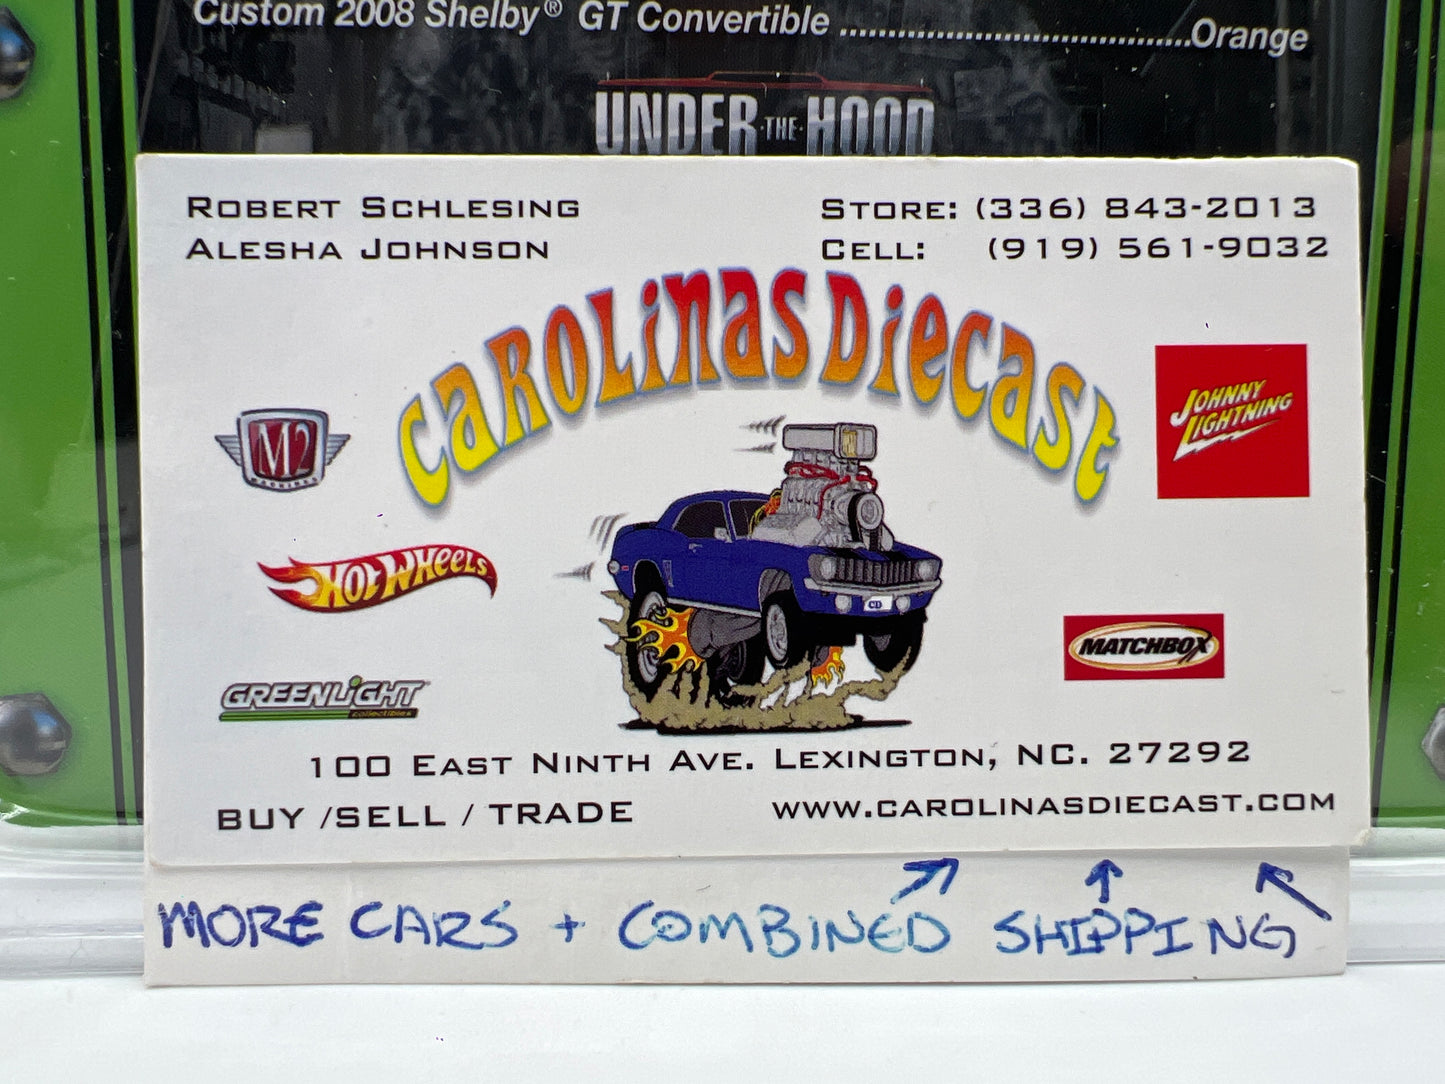 Custom 2008 Shelby® GT Convertible ........................................Orange
UNDER·THE·HOOD
ROBERT SCHLESING
ALESHA JOHNSON
STORE: (336) 843-2013
CELL: (919) 561-9032
CAROLINAS DIECAST
M2
MACHINES
JOHNNY
LIGHTNING
HOT WHEELS
CD
MATCHBOX
GREENLIGHT
collectibles
100 EAST NINTH AVE. LEXINGTON, NC. 27292
BUY /SELL / TRADE
WWW.CAROLINASDIECAST.COM
MORE CARS + COMBINED SHIPPING